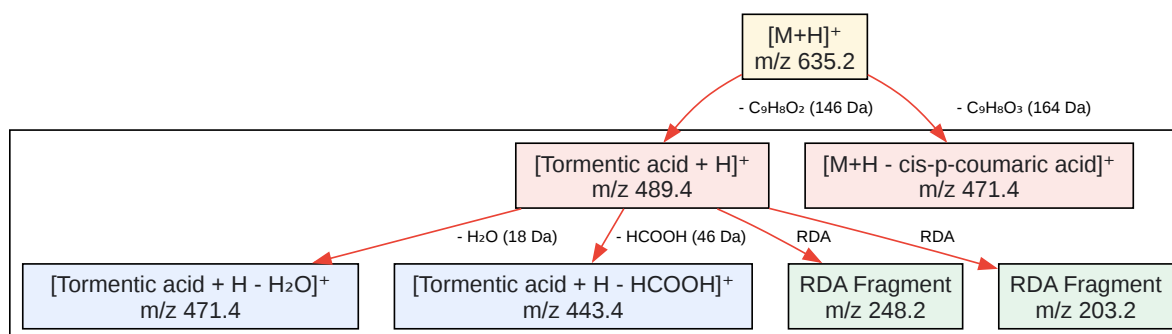 [M+H]⁺
m/z 635.2
- C₉H₈O₂ (146 Da)
- C₉H₈O₃ (164 Da)
[Tormentic acid + H]⁺
m/z 489.4
[M+H - cis-p-coumaric acid]⁺
m/z 471.4
- H₂O (18 Da)
- HCOOH (46 Da)
RDA
RDA
[Tormentic acid + H - H₂O]⁺
m/z 471.4
[Tormentic acid + H - HCOOH]⁺
m/z 443.4
RDA Fragment
m/z 248.2
RDA Fragment
m/z 203.2